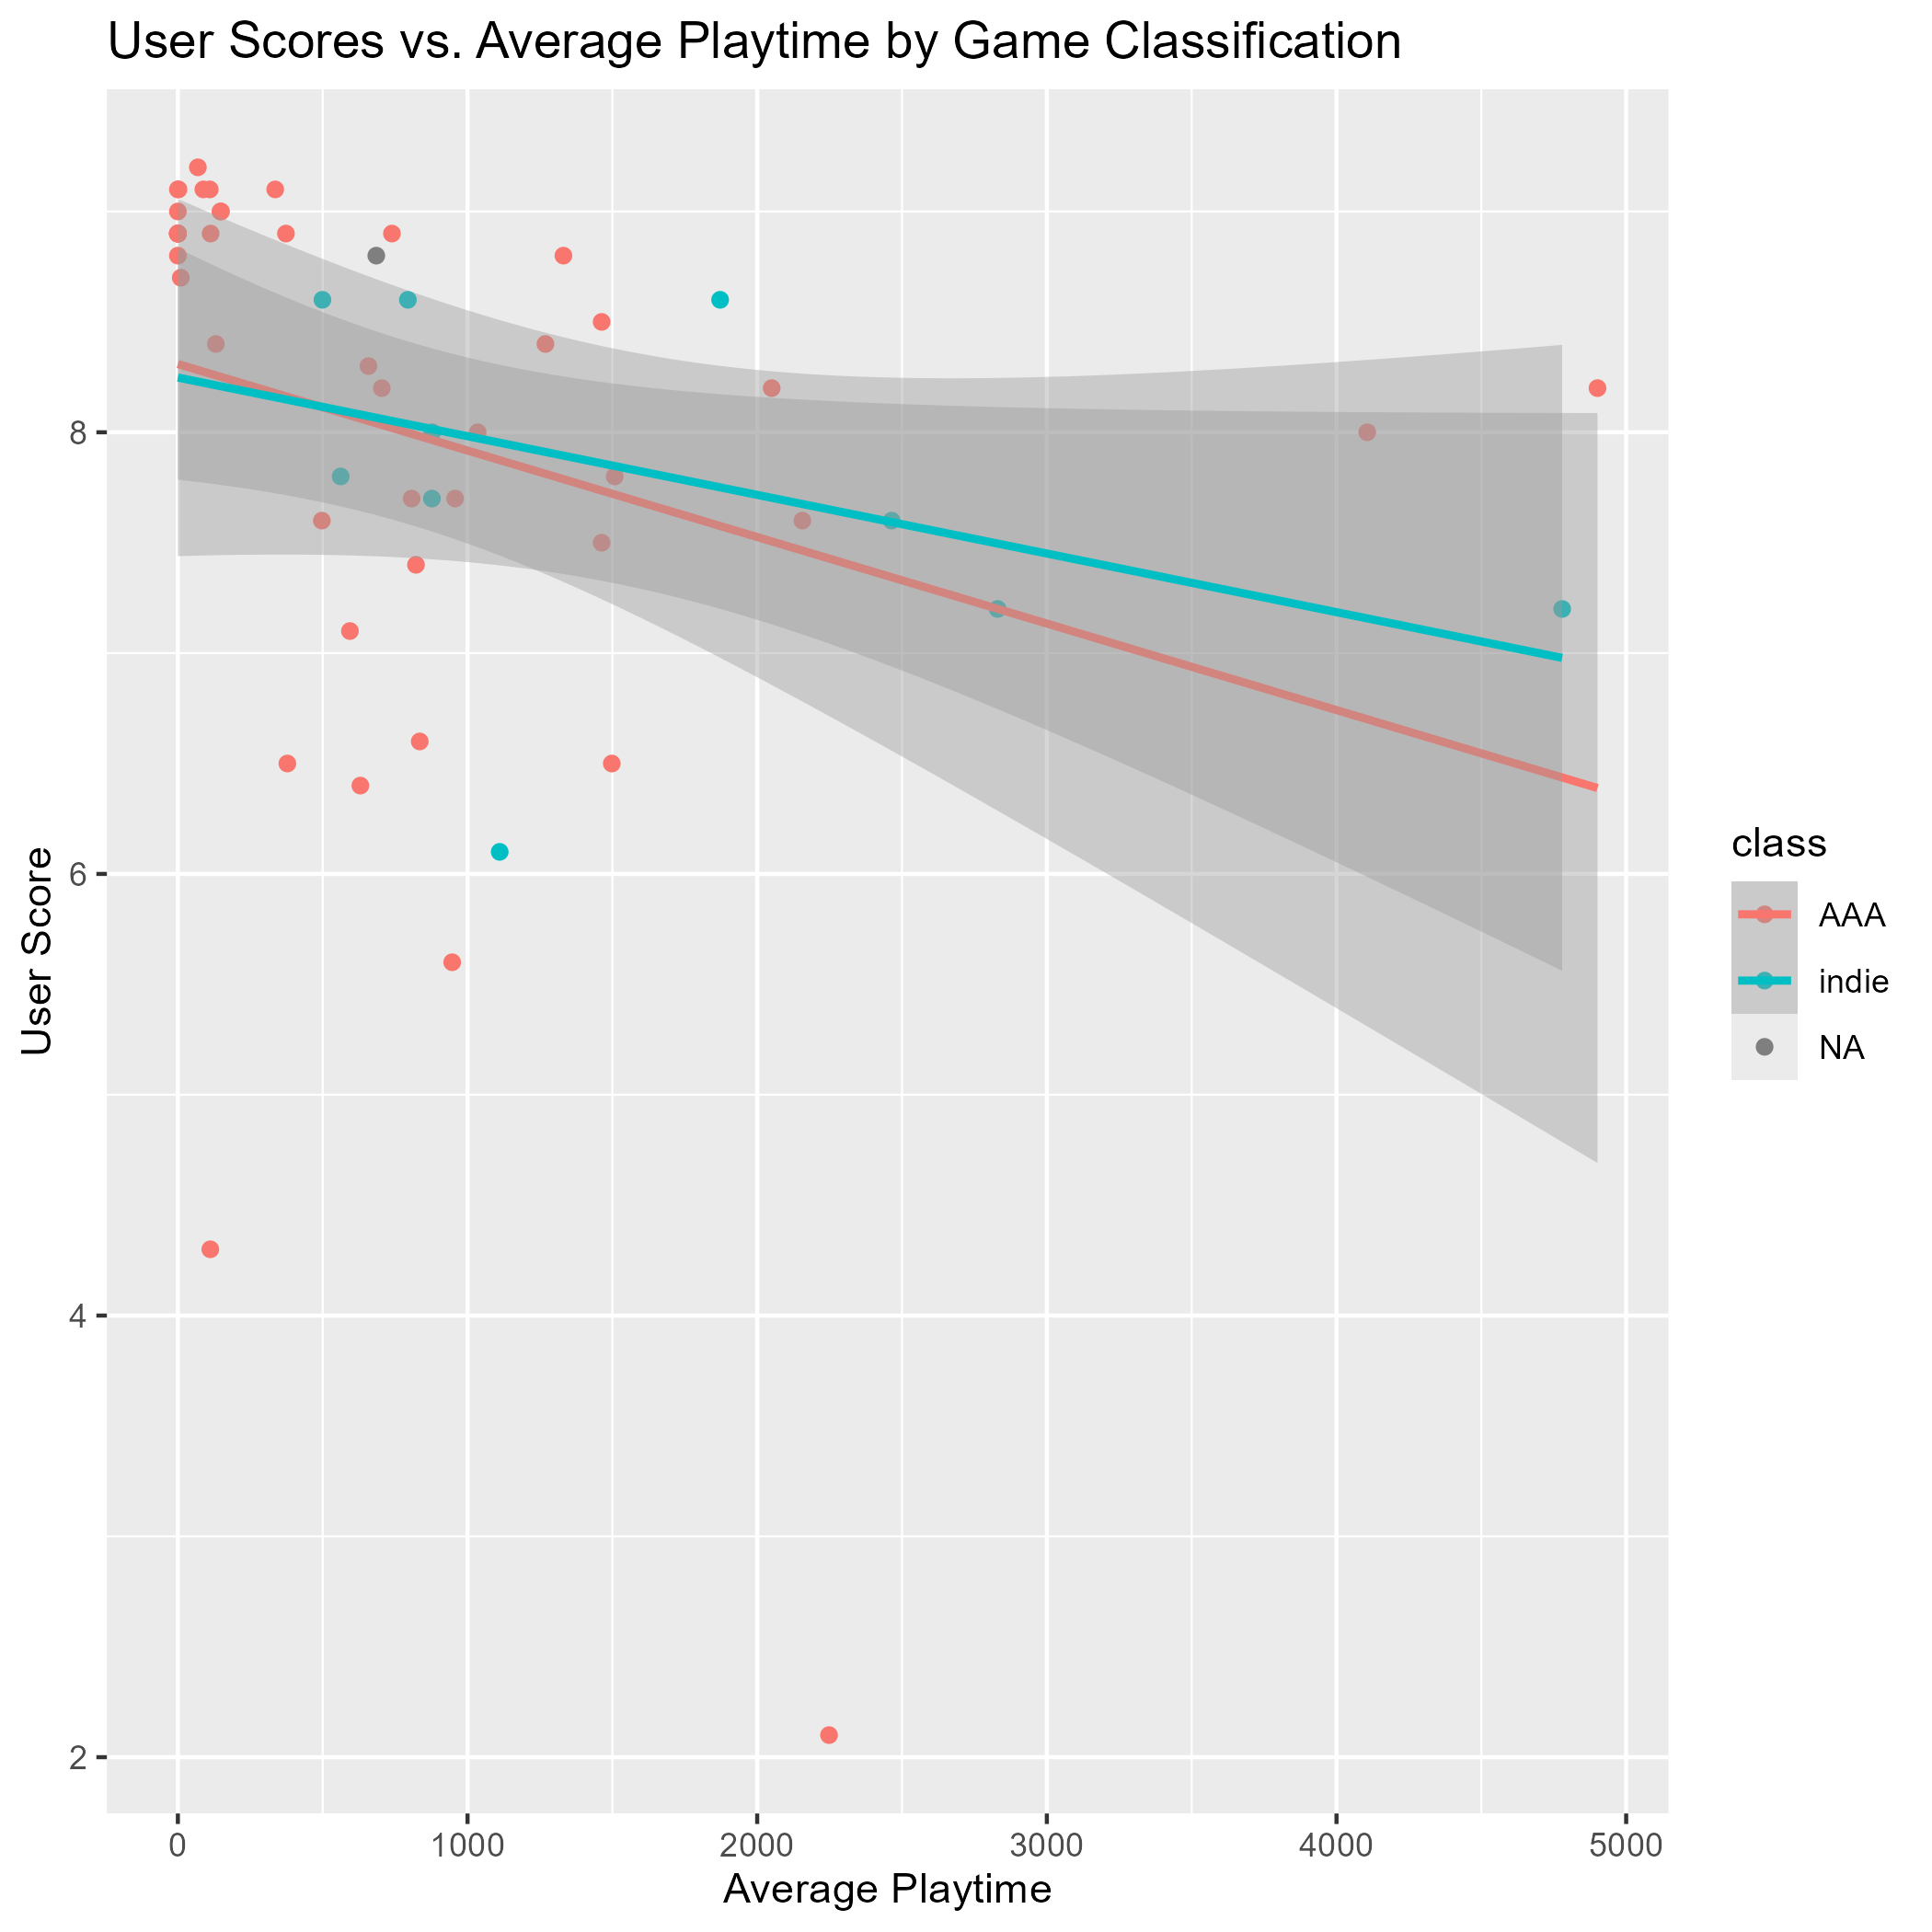 User Scores vs. Average Playtime by Game Classification
User Score
8
6
4
2
0
1000
2000
3000
4000
5000
Average Playtime
class
AAA
indie
NA